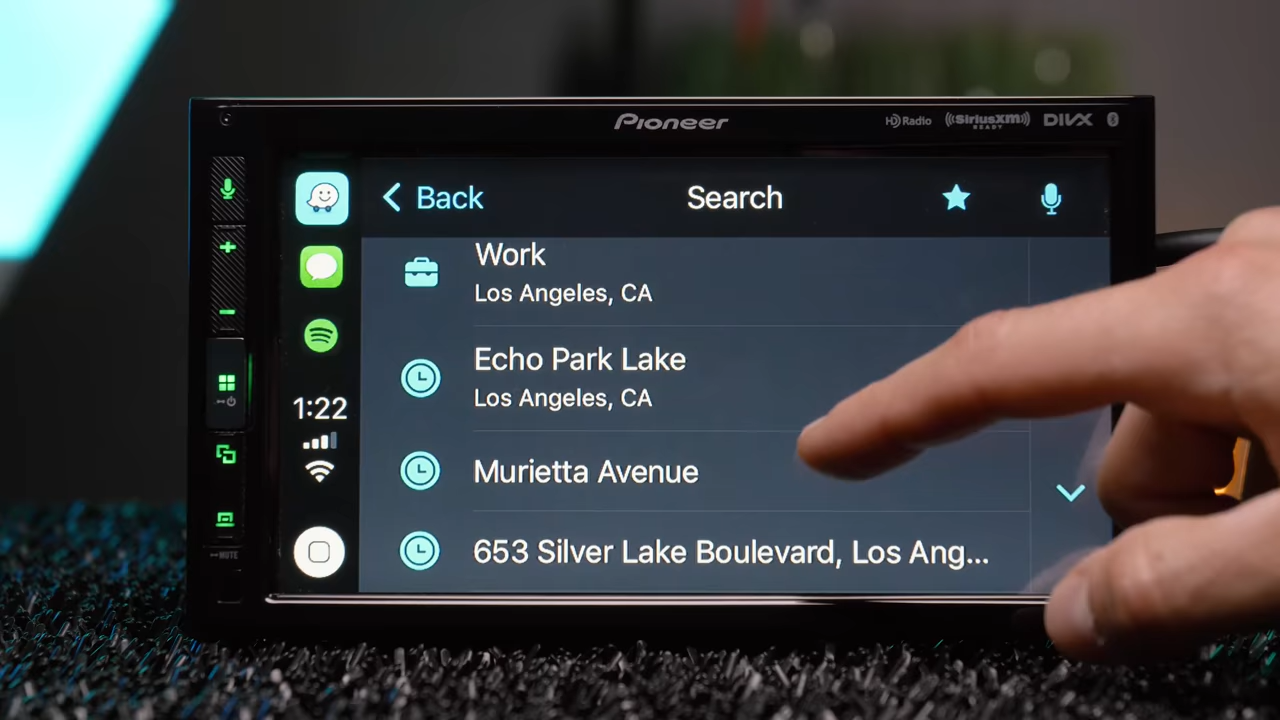 Pioneer
HD Radio
((SiriusXM))
READY
DIVX
Back
Search
Work
Los Angeles, CA
Echo Park Lake
Los Angeles, CA
1:22
Murietta Avenue
653 Silver Lake Boulevard, Los Ang...
MUTE